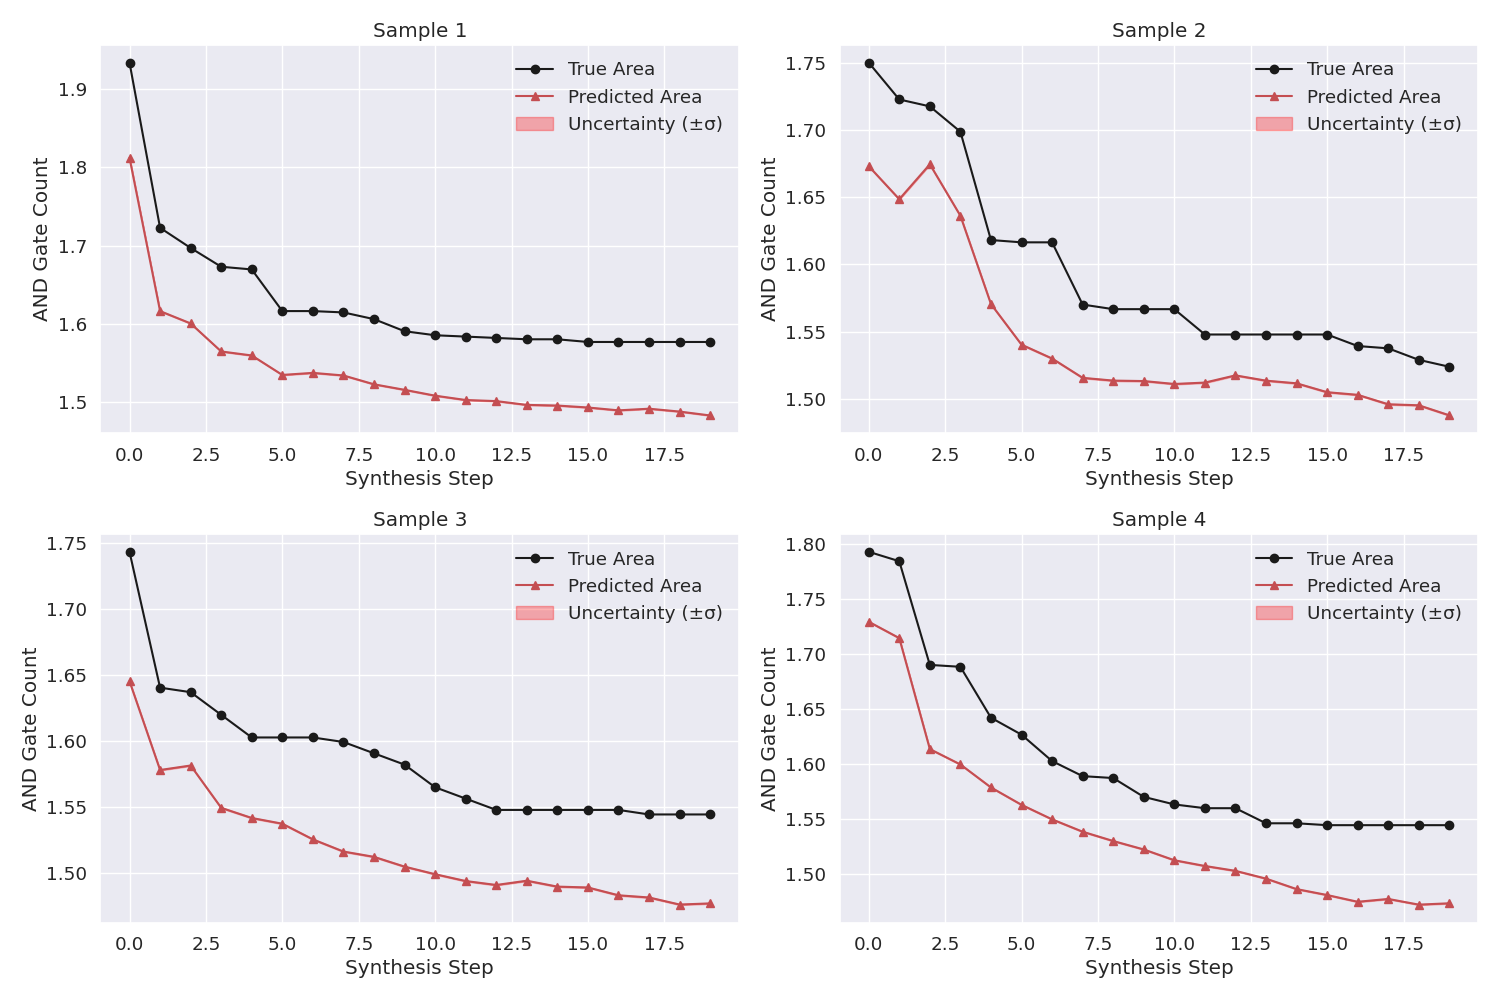 Sample 1
1.9
1.8
1.7
1.6
1.5
AND Gate Count
True Area
Predicted Area
Uncertainty (±σ)
0.0 2.5 5.0 7.5 10.0 12.5 15.0 17.5
Synthesis Step
Sample 2
1.75
1.70
1.65
1.60
1.55
1.50
AND Gate Count
True Area
Predicted Area
Uncertainty (±σ)
0.0 2.5 5.0 7.5 10.0 12.5 15.0 17.5
Synthesis Step
Sample 3
1.75
1.70
1.65
1.60
1.55
1.50
AND Gate Count
True Area
Predicted Area
Uncertainty (±σ)
0.0 2.5 5.0 7.5 10.0 12.5 15.0 17.5
Synthesis Step
Sample 4
1.80
1.75
1.70
1.65
1.60
1.55
1.50
AND Gate Count
True Area
Predicted Area
Uncertainty (±σ)
0.0 2.5 5.0 7.5 10.0 12.5 15.0 17.5
Synthesis Step